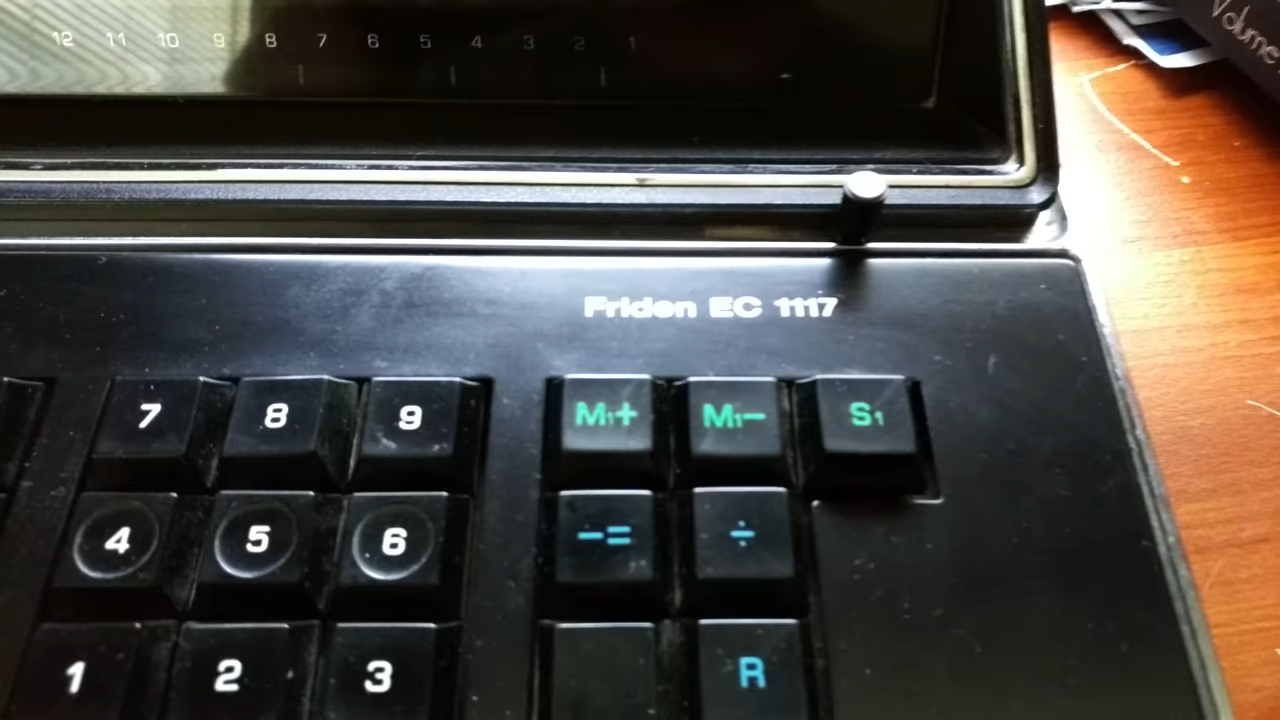 12 11 10 9 8 7 6 5 4 3 2 1
Volume
Friden EC 1117
7 8 9 M1+ M1− S1
4 5 6 −= ÷
1 2 3 R